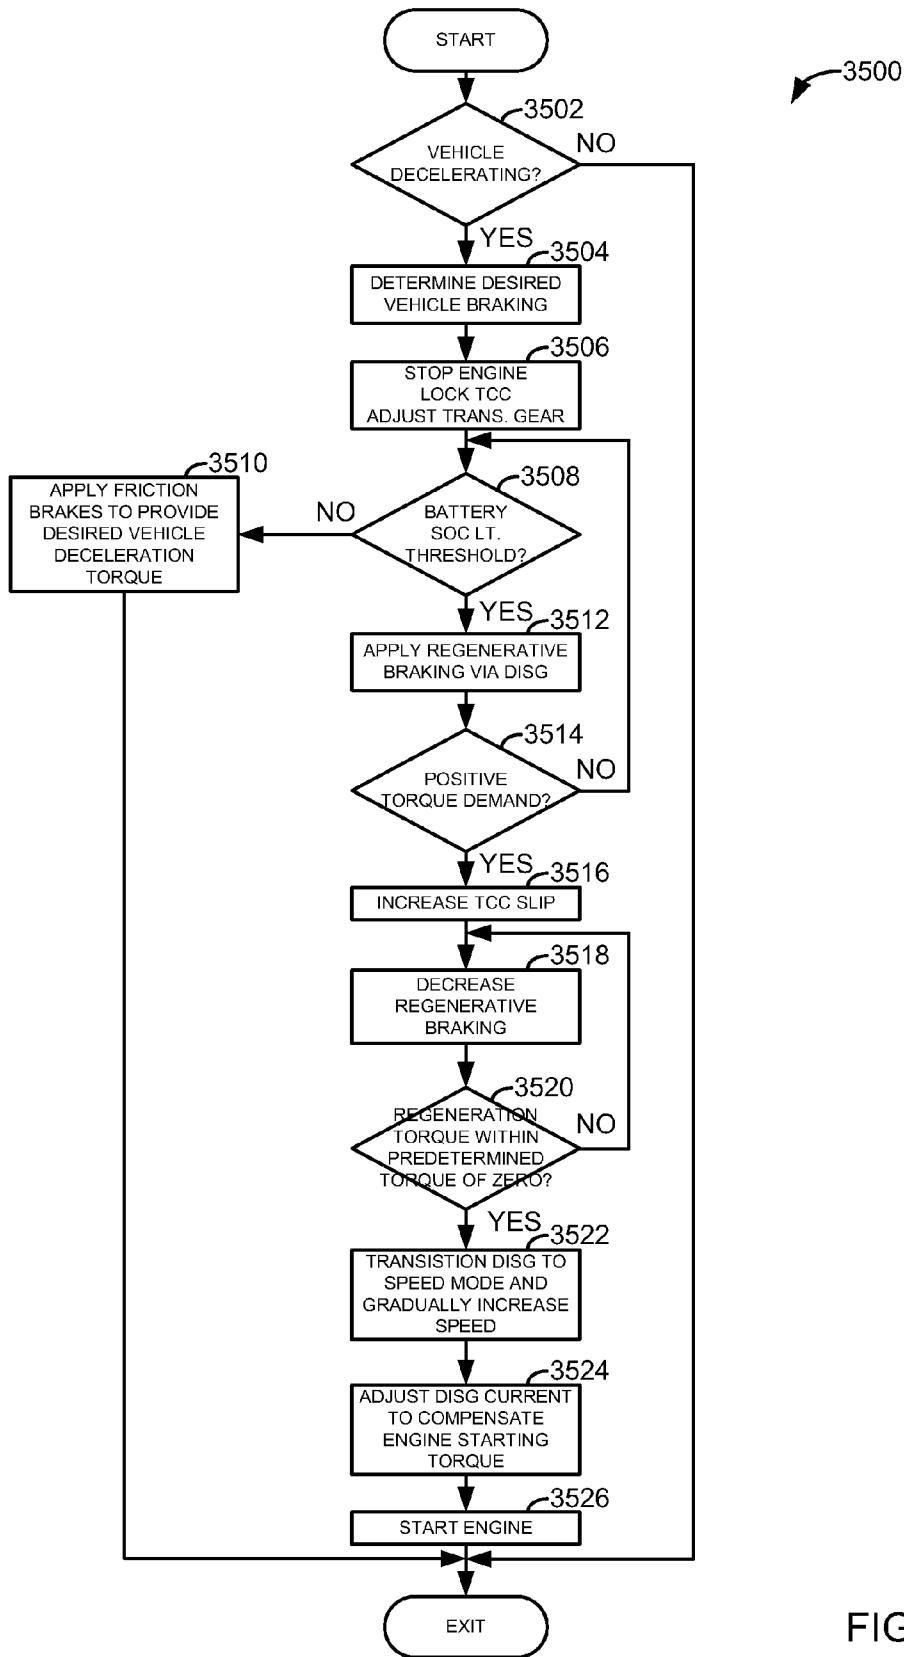 START
3500
3502
VEHICLE
DECELERATING?
NO
YES
3504
DETERMINE DESIRED
VEHICLE BRAKING
3506
STOP ENGINE
LOCK TCC
ADJUST TRANS. GEAR
3508
BATTERY
SOC LT.
THRESHOLD?
NO
3510
APPLY FRICTION
BRAKES TO PROVIDE
DESIRED VEHICLE
DECELERATION
TORQUE
YES
3512
APPLY REGENERATIVE
BRAKING VIA DISG
3514
POSITIVE
TORQUE DEMAND?
NO
YES
3516
INCREASE TCC SLIP
3518
DECREASE
REGENERATIVE
BRAKING
3520
REGENERATION
TORQUE WITHIN
PREDETERMINED
TORQUE OF ZERO?
NO
YES
3522
TRANSISTION DISG TO
SPEED MODE AND
GRADUALLY INCREASE
SPEED
3524
ADJUST DISG CURRENT
TO COMPENSATE
ENGINE STARTING
TORQUE
3526
START ENGINE
EXIT
FIG